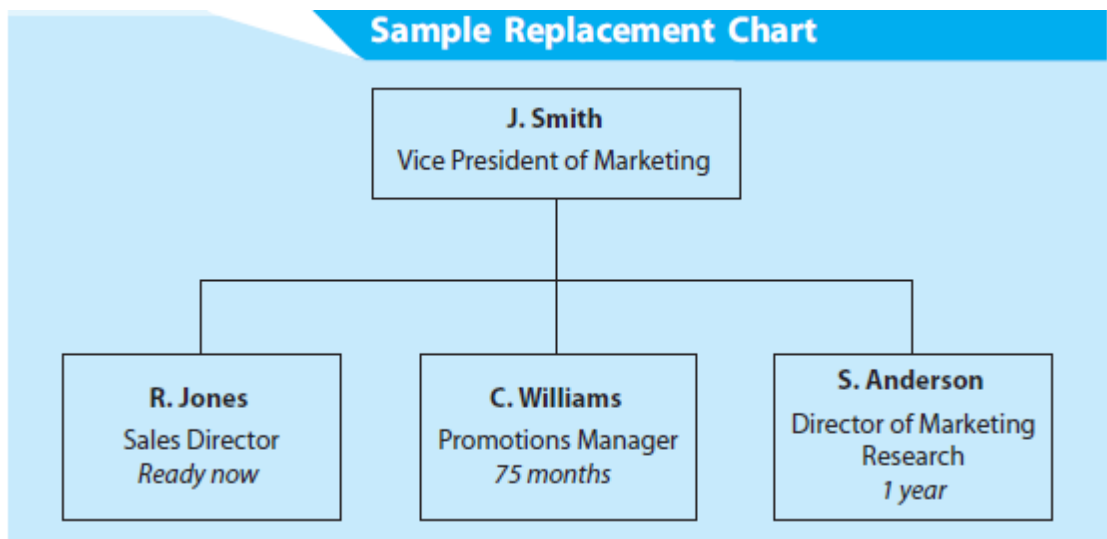 Sample Replacement Chart
J. Smith
Vice President of Marketing
R. Jones
Sales Director
Ready now
C. Williams
Promotions Manager
75 months
S. Anderson
Director of Marketing
Research
1 year